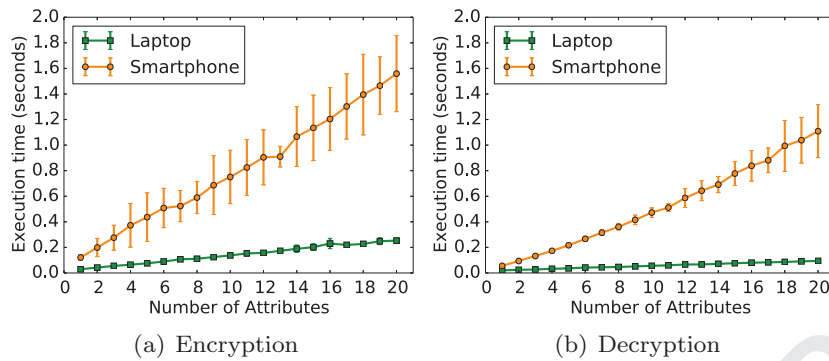 2.0
1.8
1.6
1.4
1.2
1.0
0.8
0.6
0.4
0.2
0.0
Execution time (seconds)
Laptop
Smartphone
0 2 4 6 8 10 12 14 16 18 20
Number of Attributes
(a) Encryption
2.0
1.8
1.6
1.4
1.2
1.0
0.8
0.6
0.4
0.2
0.0
Execution time (seconds)
Laptop
Smartphone
0 2 4 6 8 10 12 14 16 18 20
Number of Attributes
(b) Decryption